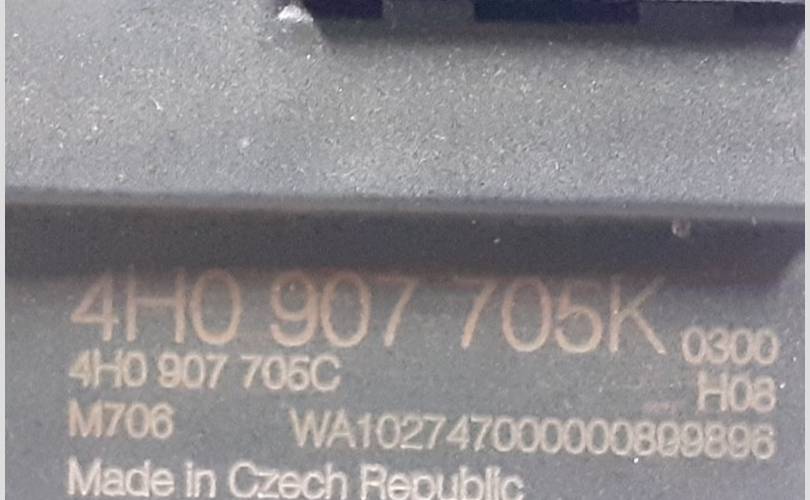 4H0 907 705K 0300
4H0 907 705C H08
M706 WA1027470000000899896
Made in Czech Republic